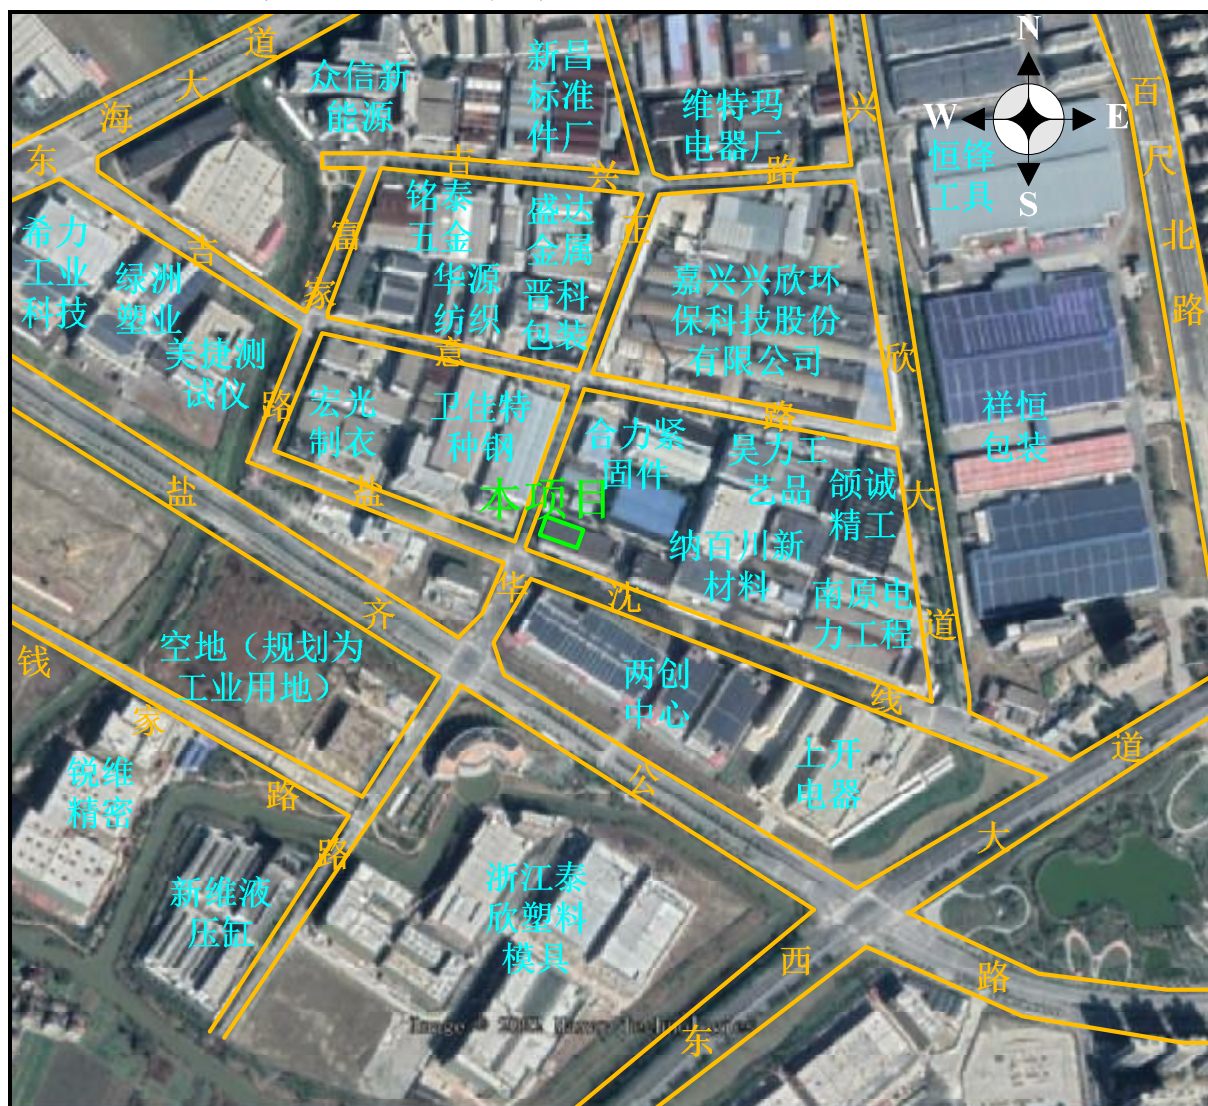 N
W
E
S
东海大道
众信新
能源
新昌
标准
件厂
维特玛
电器厂
恒锋
工具
百尺北路
吉兴路
兴欣大道
希力
工业
科技
绿洲
塑业
美捷测
试仪
铭泰
五金
盛达
金属
华源
纺织
晋科
包装
嘉兴兴欣环
保科技股份
有限公司
吉意路
富家路
正华路
宏光
制衣
卫佳特
种钢
合力紧
固件
昊力工
艺品
颌诚
精工
祥恒
包装
本项目
纳百川新
材料
南原电
力工程
盐沈线
盐齐公路
空地（规划为
工业用地）
两创
中心
上开
电器
钱家路
锐维
精密
新维液
压缸
浙江泰
欣塑料
模具
东西大道